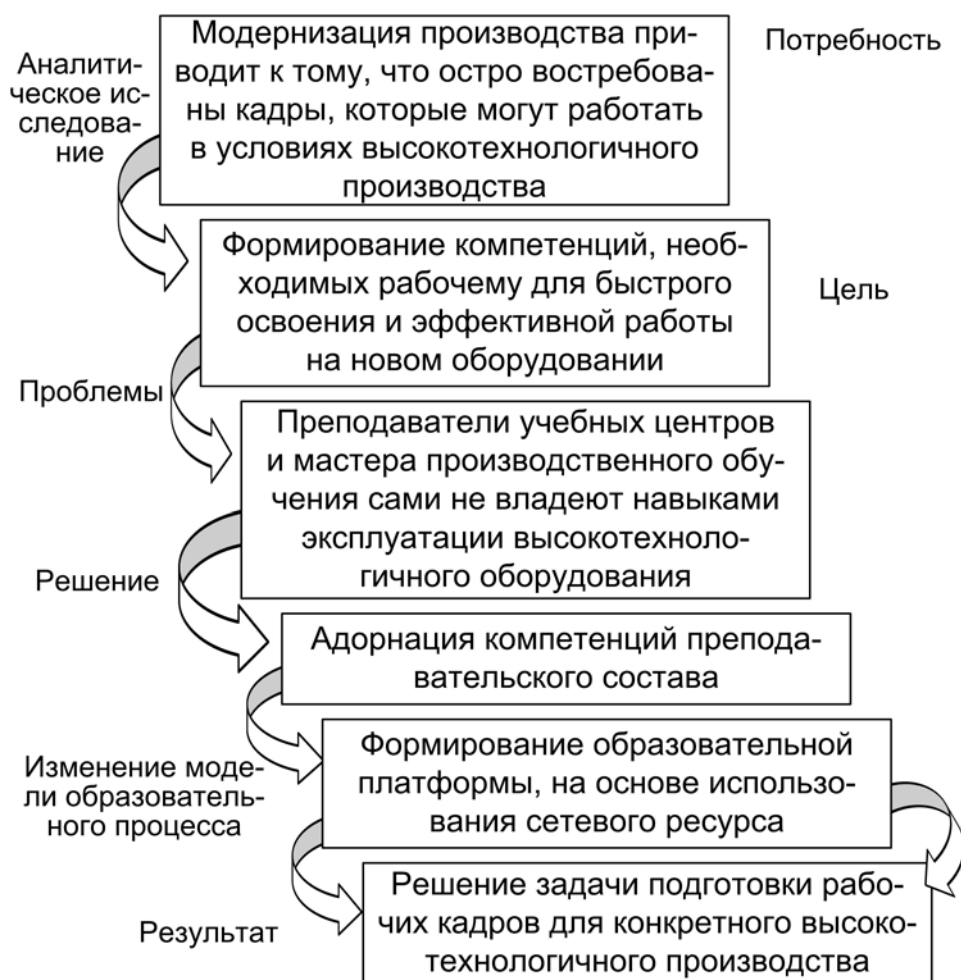 Модернизация производства при-
водит к тому, что остро востребова-
ны кадры, которые могут работать
в условиях высокотехнологичного
производства
Потребность
Аналити-
ческое ис-
следова-
ние
Формирование компетенций, необ-
ходимых рабочему для быстрого
освоения и эффективной работы
на новом оборудовании
Цель
Проблемы
Преподаватели учебных центров
и мастера производственного обу-
чения сами не владеют навыками
эксплуатации высокотехноло-
гичного оборудования
Решение
Адорнация компетенций препода-
вательского состава
Изменение моде-
ли образователь-
ного процесса
Формирование образовательной
платформы, на основе использо-
вания сетевого ресурса
Результат
Решение задачи подготовки рабо-
чих кадров для конкретного высоко-
технологичного производства